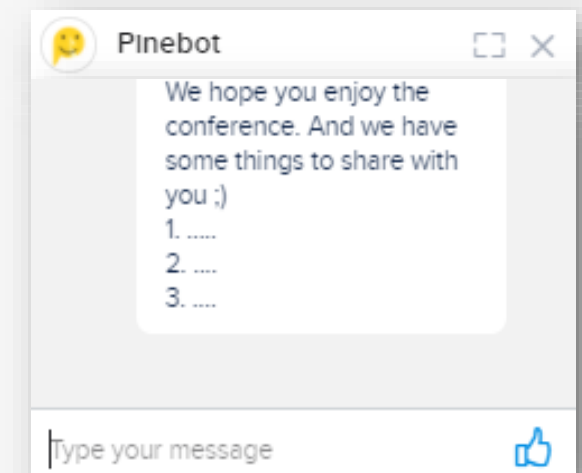 Pinebot
We hope you enjoy the
conference. And we have
some things to share with
you ;)
1. .....
2. ....
3. ....
Type your message